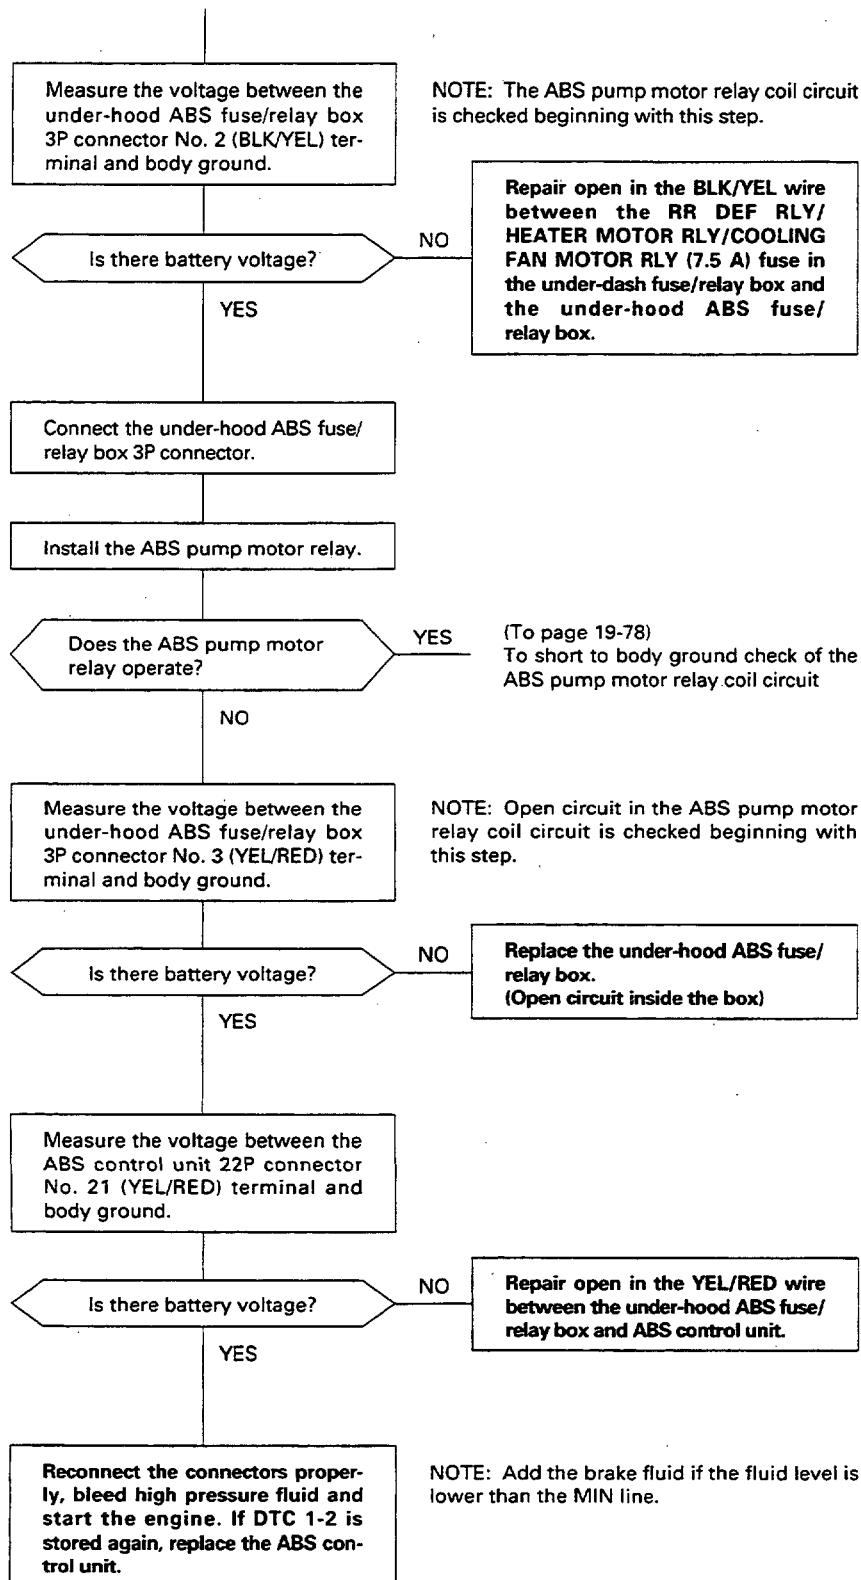 Measure the voltage between the
under-hood ABS fuse/relay box
3P connector No. 2 (BLK/YEL) ter-
minal and body ground.
NOTE: The ABS pump motor relay coil circuit
is checked beginning with this step.
Is there battery voltage?
NO
Repair open in the BLK/YEL wire
between the RR DEF RLY/
HEATER MOTOR RLY/COOLING
FAN MOTOR RLY (7.5 A) fuse in
the under-dash fuse/relay box and
the under-hood ABS fuse/
relay box.
YES
Connect the under-hood ABS fuse/
relay box 3P connector.
Install the ABS pump motor relay.
Does the ABS pump motor
relay operate?
YES
(To page 19-78)
To short to body ground check of the
ABS pump motor relay coil circuit
NO
Measure the voltage between the
under-hood ABS fuse/relay box
3P connector No. 3 (YEL/RED) ter-
minal and body ground.
NOTE: Open circuit in the ABS pump motor
relay coil circuit is checked beginning with
this step.
Is there battery voltage?
NO
Replace the under-hood ABS fuse/
relay box.
(Open circuit inside the box)
YES
Measure the voltage between the
ABS control unit 22P connector
No. 21 (YEL/RED) terminal and
body ground.
Is there battery voltage?
NO
Repair open in the YEL/RED wire
between the under-hood ABS fuse/
relay box and ABS control unit.
YES
Reconnect the connectors proper-
ly, bleed high pressure fluid and
start the engine. If DTC 1-2 is
stored again, replace the ABS con-
trol unit.
NOTE: Add the brake fluid if the fluid level is
lower than the MIN line.